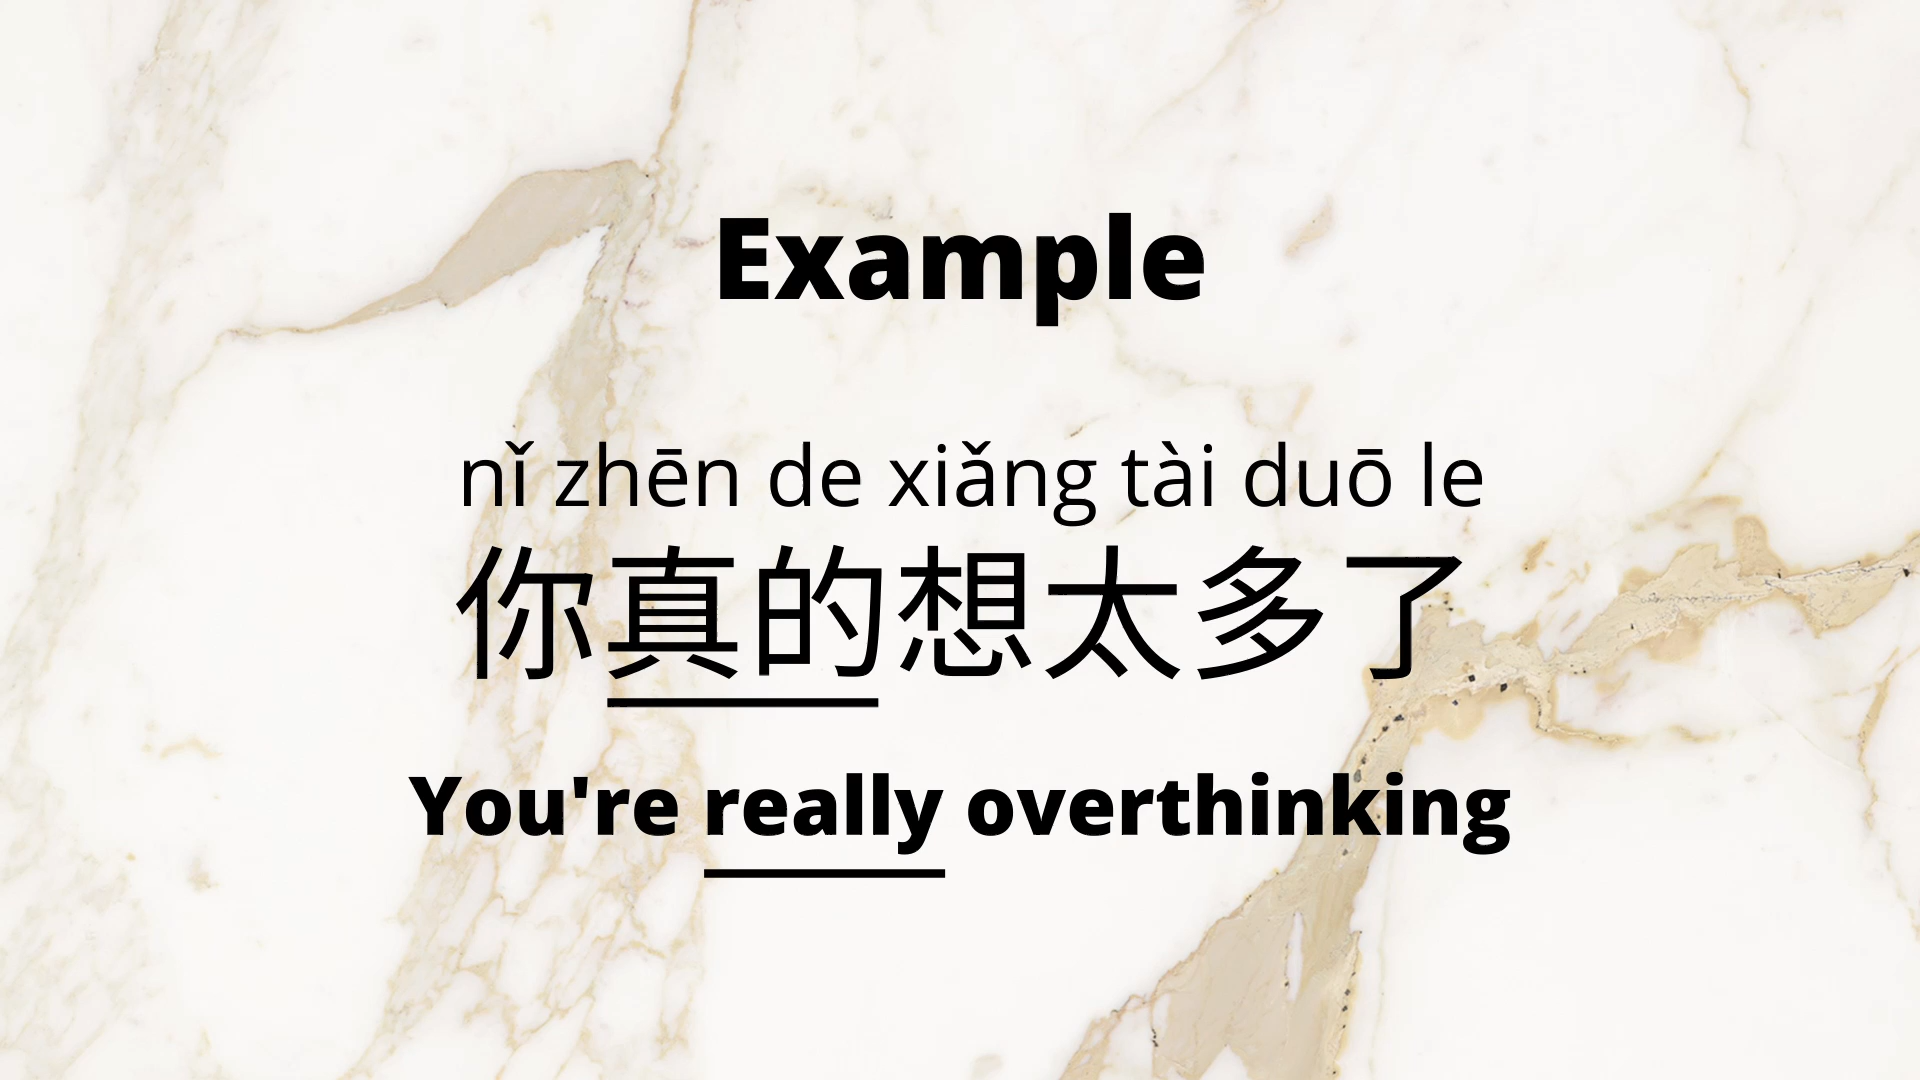 Example
nǐ zhēn de xiǎng tài duō le
你真的想太多了
You're really overthinking